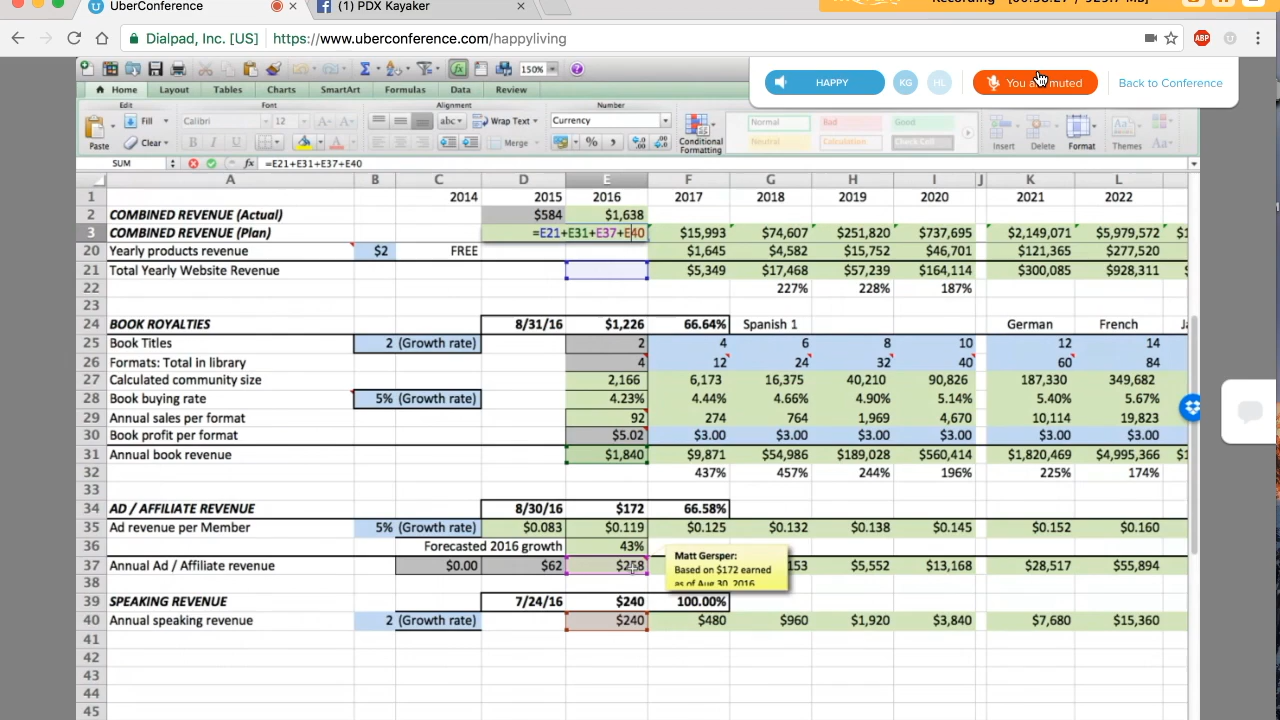 UberConference (1) PDX Kayaker
Dialpad, Inc. [US] https://www.uberconference.com/happyliving ABP
HAPPY KG HL You a muted Back to Conference
150%
Home Layout Tables Charts SmartArt Formulas Data Review
Edit Font Alignment Number
Paste Fill Calibri 12 abc Wrap Text Currency Conditional Formatting Normal Bad Good Insert Delete Format Themes Aa
Clear B I U A Merge % Neutral Calculation Check Cell
SUM fx =E21+E31+E37+E40
A B C D E F G H I J K L
1 2014 2015 2016 2017 2018 2019 2020 2021 2022
2 COMBINED REVENUE (Actual) $584 $1,638
3 COMBINED REVENUE (Plan) =E21+E31+E37+E40 $15,993 $74,607 $251,820 $737,695 $2,149,071 $5,979,572
20 Yearly products revenue $2 FREE $1,645 $4,582 $15,752 $46,701 $121,365 $277,520
21 Total Yearly Website Revenue $5,349 $17,468 $57,239 $164,114 $300,085 $928,311
22 227% 228% 187%
23
24 BOOK ROYALTIES 8/31/16 $1,226 66.64% Spanish 1 German French
25 Book Titles 2 (Growth rate) 2 4 6 8 10 12 14
26 Formats: Total in library 4 12 24 32 40 60 84
27 Calculated community size 2,166 6,173 16,375 40,210 90,826 187,330 349,682
28 Book buying rate 5% (Growth rate) 4.23% 4.44% 4.66% 4.90% 5.14% 5.40% 5.67%
29 Annual sales per format 92 274 764 1,969 4,670 10,114 19,823
30 Book profit per format $5.02 $3.00 $3.00 $3.00 $3.00 $3.00 $3.00
31 Annual book revenue $1,840 $9,871 $54,986 $189,028 $560,414 $1,820,469 $4,995,366
32 437% 457% 244% 196% 225% 174%
33
34 AD / AFFILIATE REVENUE 8/30/16 $172 66.58%
35 Ad revenue per Member 5% (Growth rate) $0.083 $0.119 $0.125 $0.132 $0.138 $0.145 $0.152 $0.160
36 Forecasted 2016 growth 43%
Matt Gersper:
Based on $172 earned
as of Aug 30, 2016
37 Annual Ad / Affiliate revenue $0.00 $62 153 $5,552 $13,168 $28,517 $55,894
38
39 SPEAKING REVENUE 7/24/16 $240 100.00%
40 Annual speaking revenue 2 (Growth rate) $240 $480 $960 $1,920 $3,840 $7,680 $15,360
41
42
43
44
45